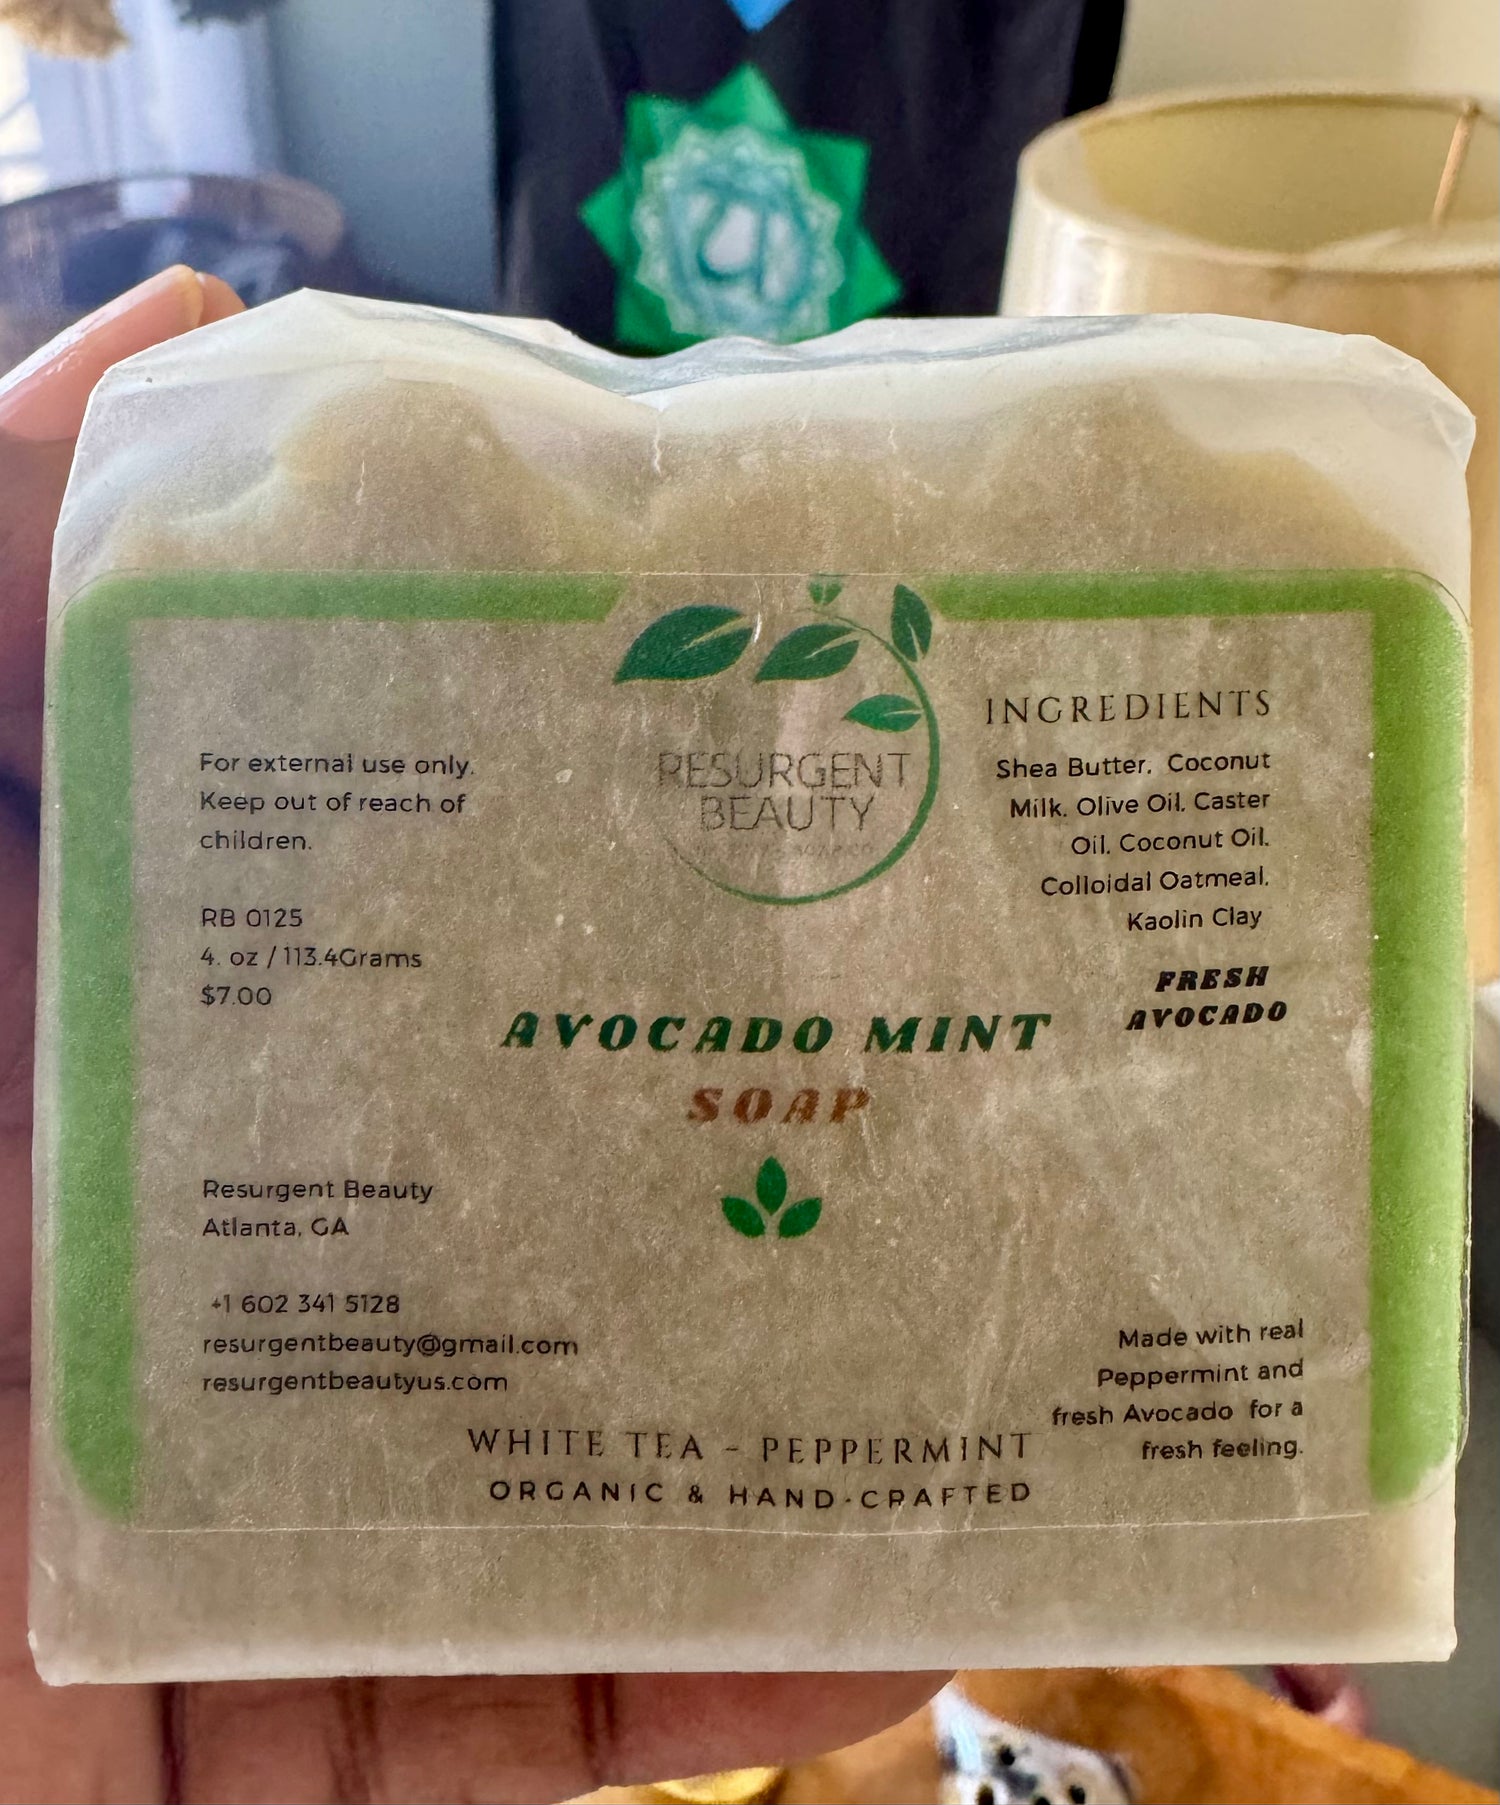 RESURGENT
BEAUTY
For external use only.
Keep out of reach of
children.
RB 0125
4. oz / 113.4Grams
$7.00
INGREDIENTS
Shea Butter, Coconut
Milk, Olive Oil, Caster
Oil, Coconut Oil,
Colloidal Oatmeal,
Kaolin Clay
FRESH
AVOCADO
AVOCADO MINT
SOAP
Resurgent Beauty
Atlanta, GA
+1 602 341 5128
resurgentbeauty@gmail.com
resurgentbeautyus.com
Made with real
Peppermint and
fresh Avocado for a
fresh feeling.
WHITE TEA - PEPPERMINT
ORGANIC & HAND-CRAFTED